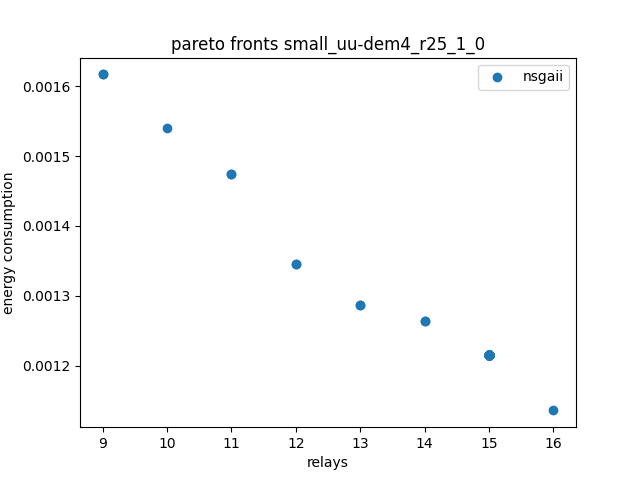 pareto fronts small_uu-dem4_r25_1_0
nsgaii
0.0016
0.0015
0.0014
0.0013
0.0012
energy consumption
9 10 11 12 13 14 15 16
relays